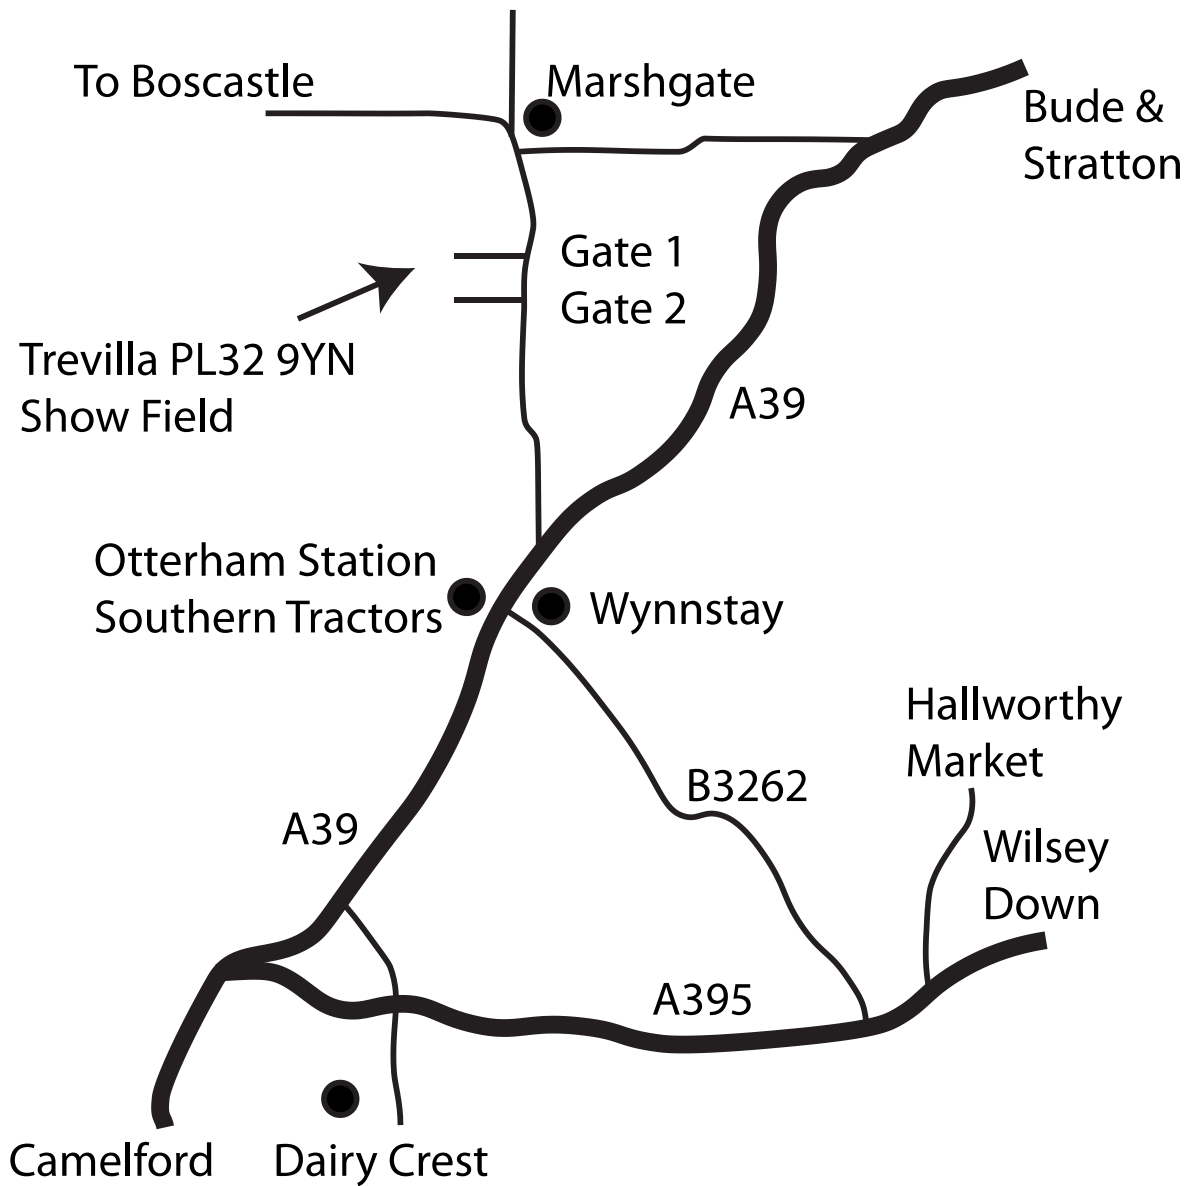 To Boscastle
Marshgate
Bude &
Stratton
Gate 1
Gate 2
Trevilla PL32 9YN
Show Field
A39
Otterham Station
Southern Tractors
Wynnstay
Hallworthy
Market
B3262
A39
Wilsey
Down
A395
Camelford
Dairy Crest